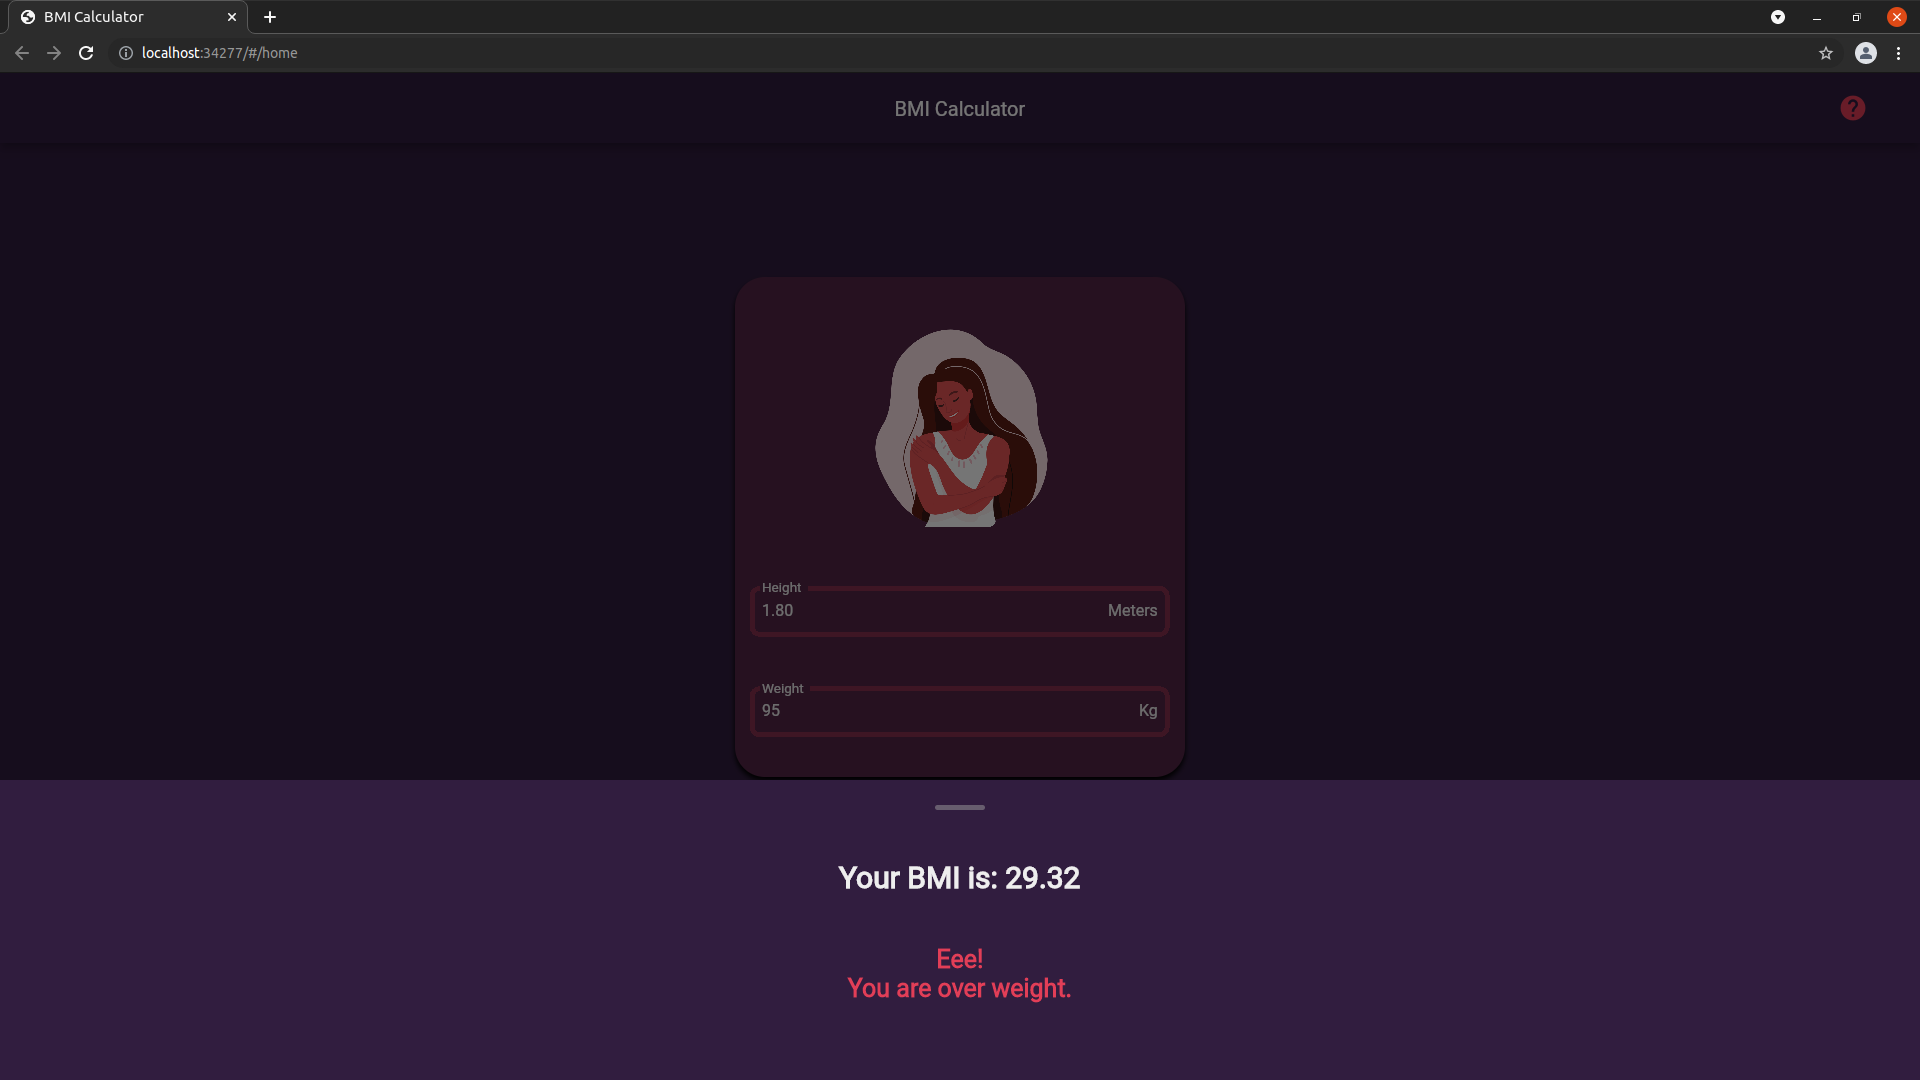 BMI Calculator
localhost:34277/#/home
BMI Calculator
?
Height
1.80 Meters
Weight
95 Kg
Your BMI is: 29.32
Eee!
You are over weight.